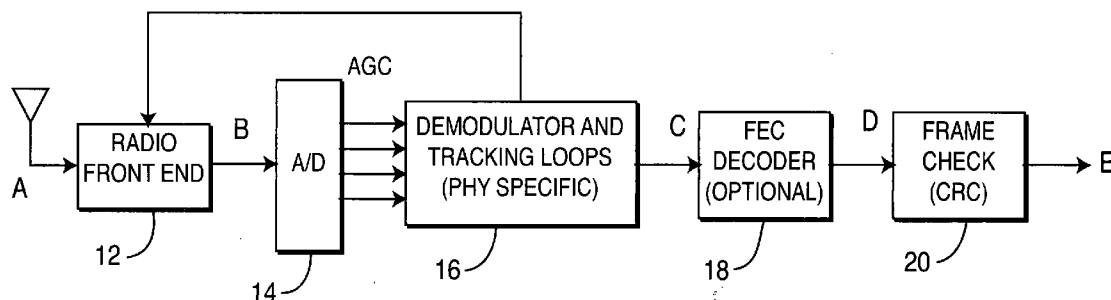 AGC
A
RADIO
FRONT END
B
A/D
DEMODULATOR AND
TRACKING LOOPS
(PHY SPECIFIC)
C
FEC
DECODER
(OPTIONAL)
D
FRAME
CHECK
(CRC)
E
12
14
16
18
20